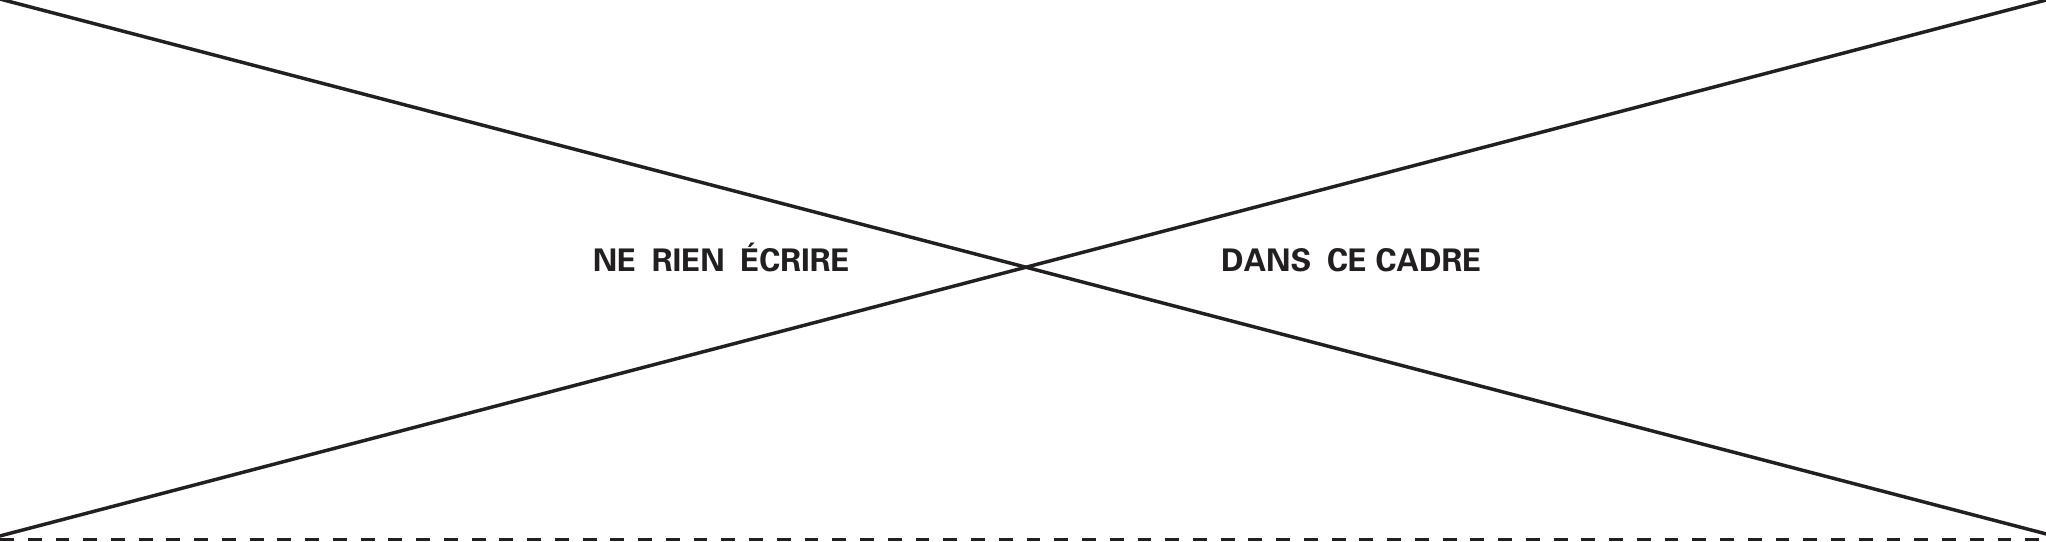 NE RIEN ÉCRIRE DANS CE CADRE